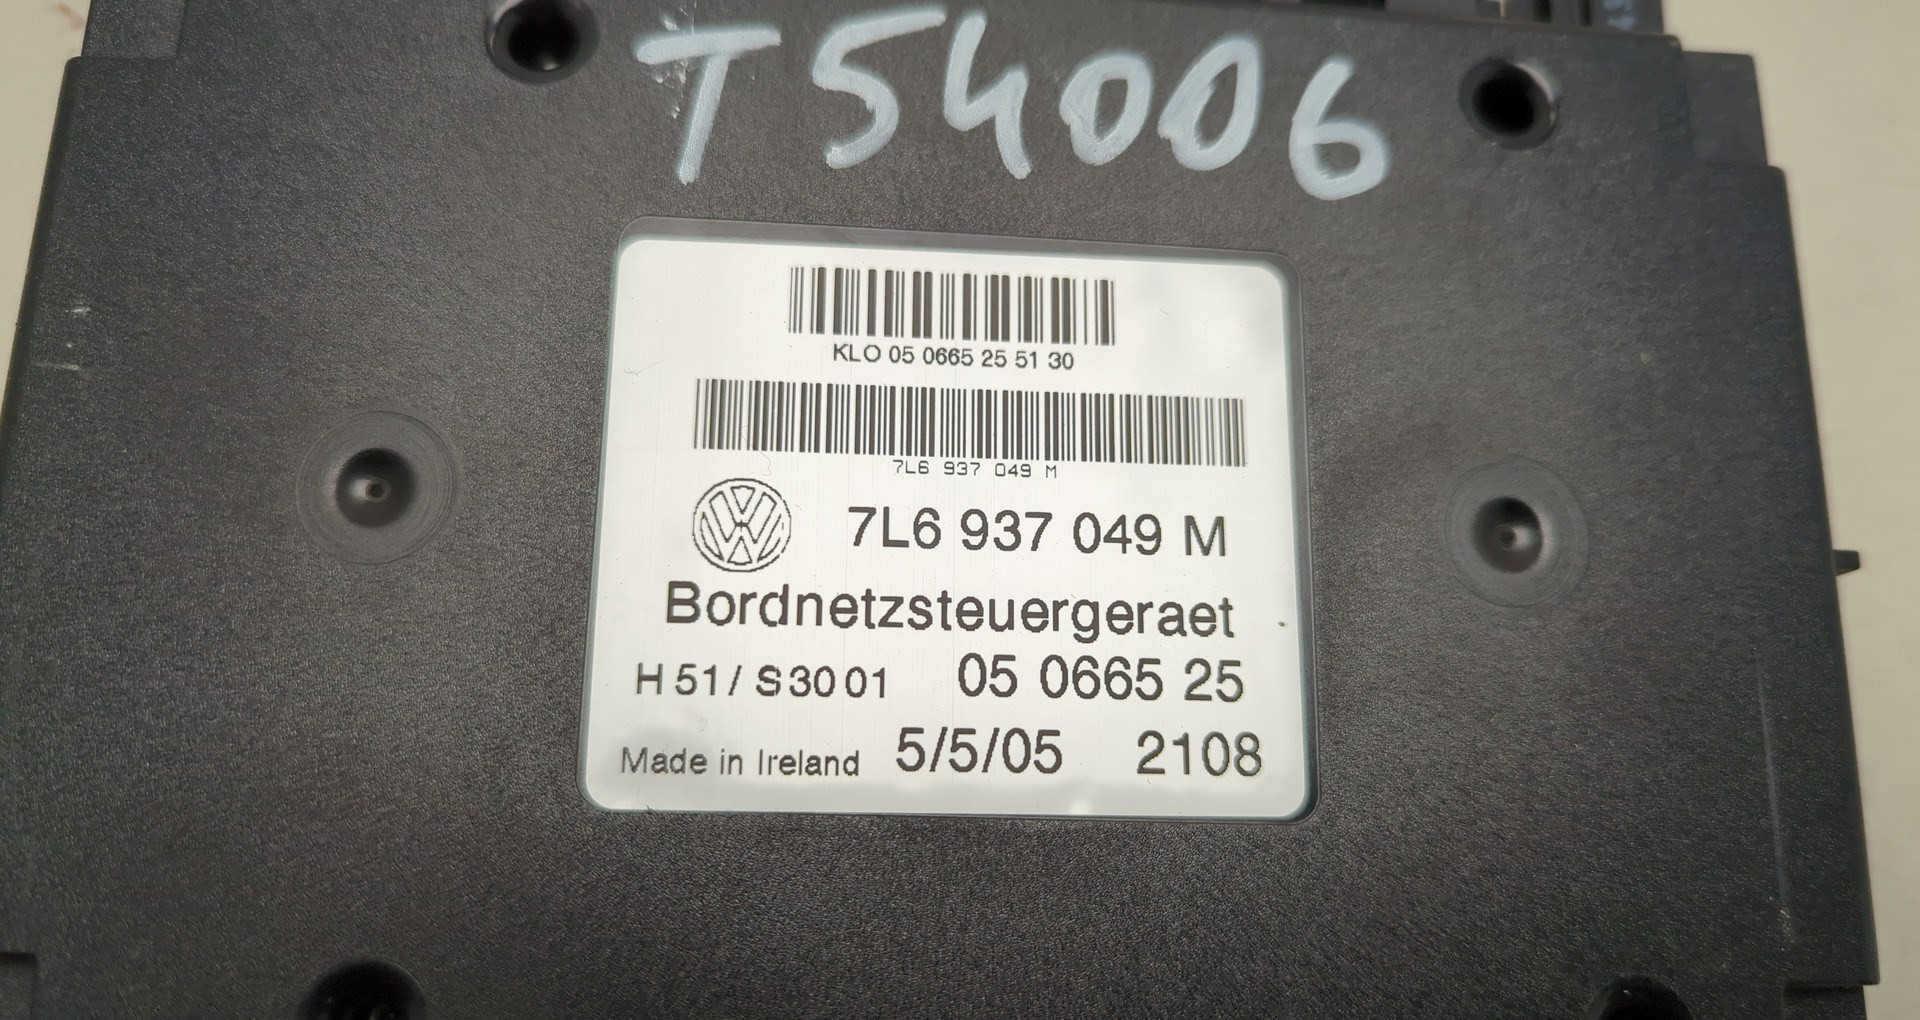 T54006
KLO 05 0665 25 51 30
7L6 937 049 M
7L6 937 049 M
Bordnetzsteuergeraet
H 51 / S 30 01 05 0665 25
Made in Ireland 5/5/05 2108